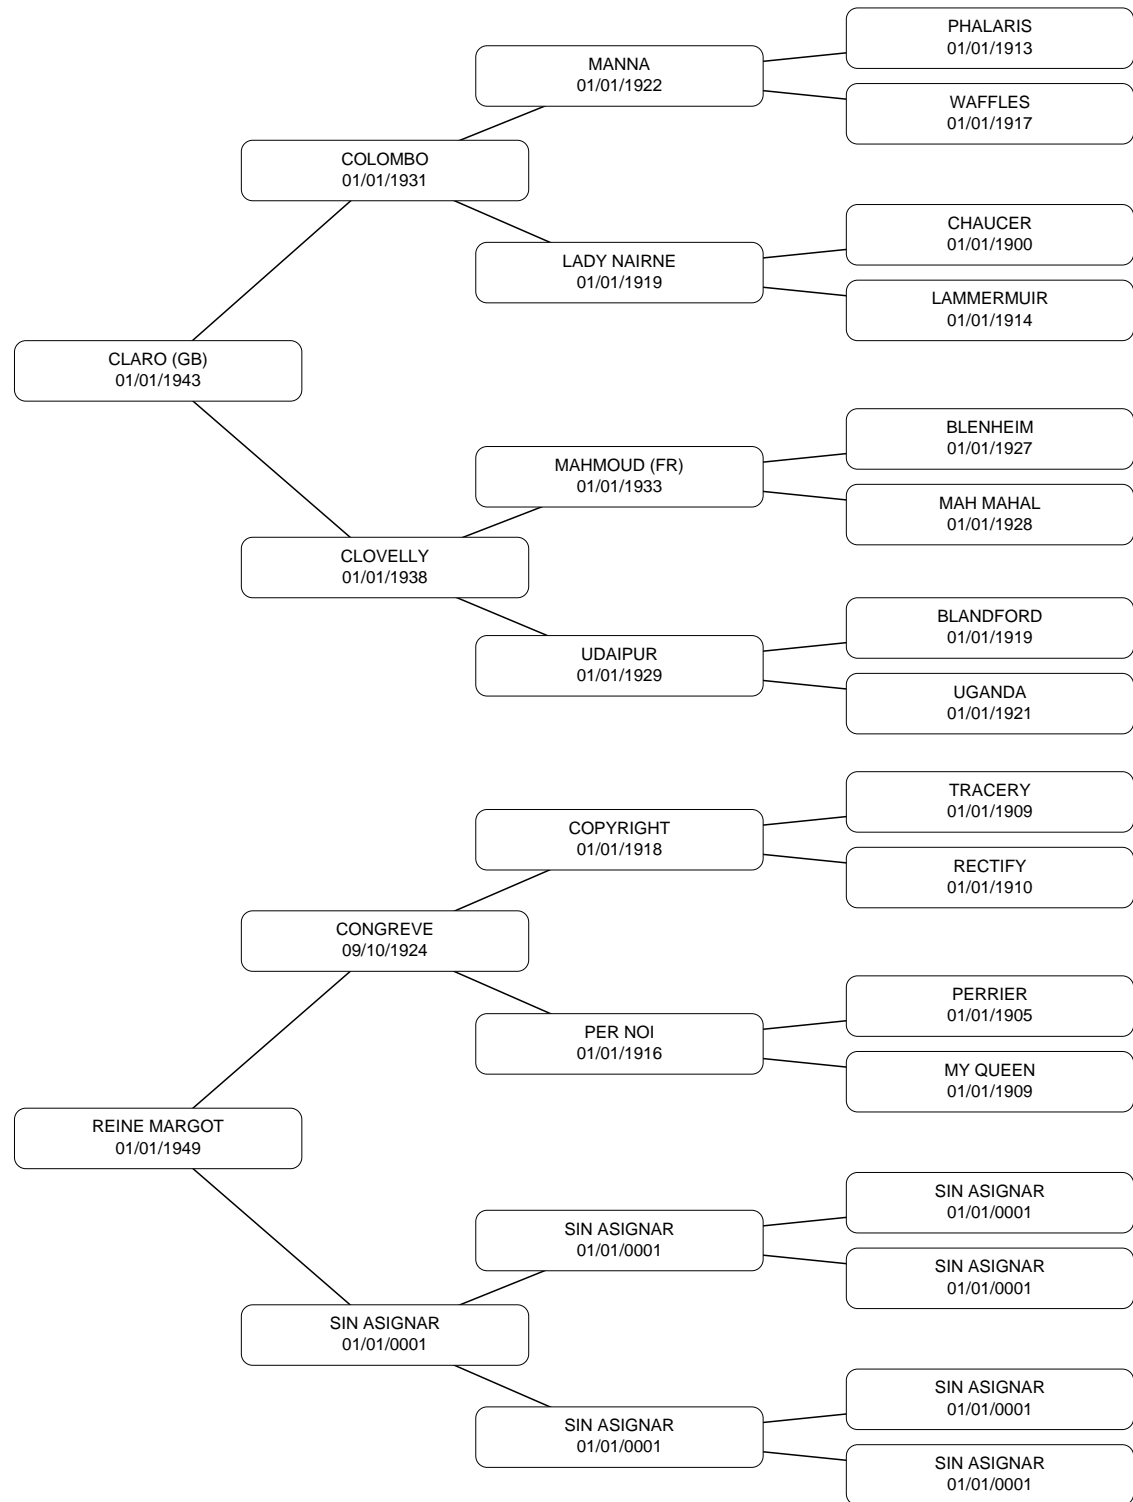 PHALARIS
01/01/1913
MANNA
01/01/1922
WAFFLES
01/01/1917
COLOMBO
01/01/1931
CHAUCER
01/01/1900
LADY NAIRNE
01/01/1919
LAMMERMUIR
01/01/1914
CLARO (GB)
01/01/1943
BLENHEIM
01/01/1927
MAHMOUD (FR)
01/01/1933
MAH MAHAL
01/01/1928
CLOVELLY
01/01/1938
BLANDFORD
01/01/1919
UDAIPUR
01/01/1929
UGANDA
01/01/1921
TRACERY
01/01/1909
COPYRIGHT
01/01/1918
RECTIFY
01/01/1910
CONGREVE
09/10/1924
PERRIER
01/01/1905
PER NOI
01/01/1916
MY QUEEN
01/01/1909
REINE MARGOT
01/01/1949
SIN ASIGNAR
01/01/0001
SIN ASIGNAR
01/01/0001
SIN ASIGNAR
01/01/0001
SIN ASIGNAR
01/01/0001
SIN ASIGNAR
01/01/0001
SIN ASIGNAR
01/01/0001
SIN ASIGNAR
01/01/0001